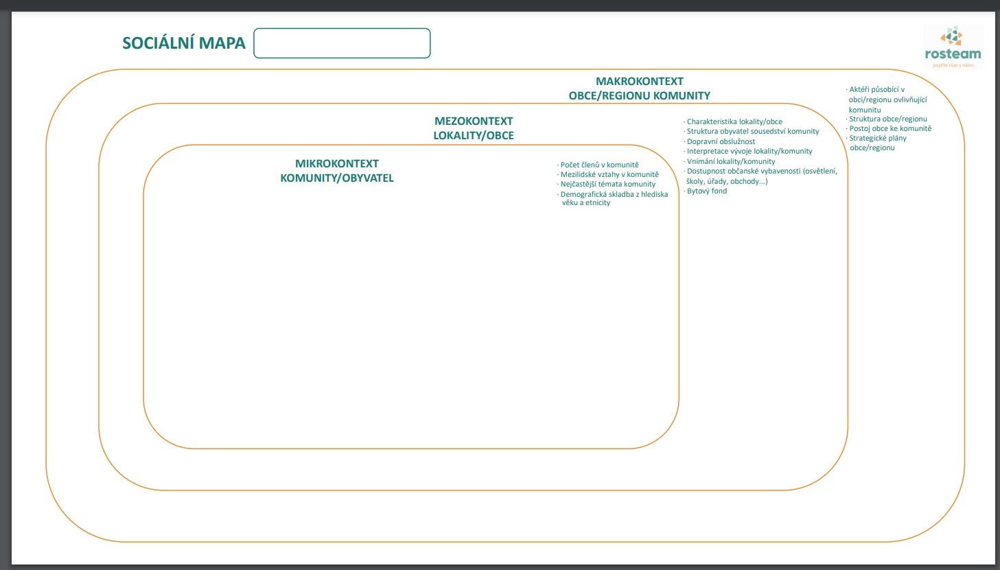 SOCIÁLNÍ MAPA
rosteam
pojďte růst s námi
MAKROKONTEXT
OBCE/REGIONU KOMUNITY
· Aktéři působící v
obci/regionu ovlivňující
komunitu
· Struktura obce/regionu
· Postoj obce ke komunitě
· Strategické plány
obce/regionu
MEZOKONTEXT
LOKALITY/OBCE
· Charakteristika lokality/obce
· Struktura obyvatel sousedství komunity
· Dopravní obslužnost
· Interpretace vývoje lokality/komunity
· Vnímání lokality/komunity
· Dostupnost občanské vybavenosti (osvětlení,
školy, úřady, obchody...)
· Bytový fond
MIKROKONTEXT
KOMUNITY/OBYVATEL
· Počet členů v komunitě
· Mezilidské vztahy v komunitě
· Nejčastější témata komunity
· Demografická skladba z hlediska
věku a etnicity